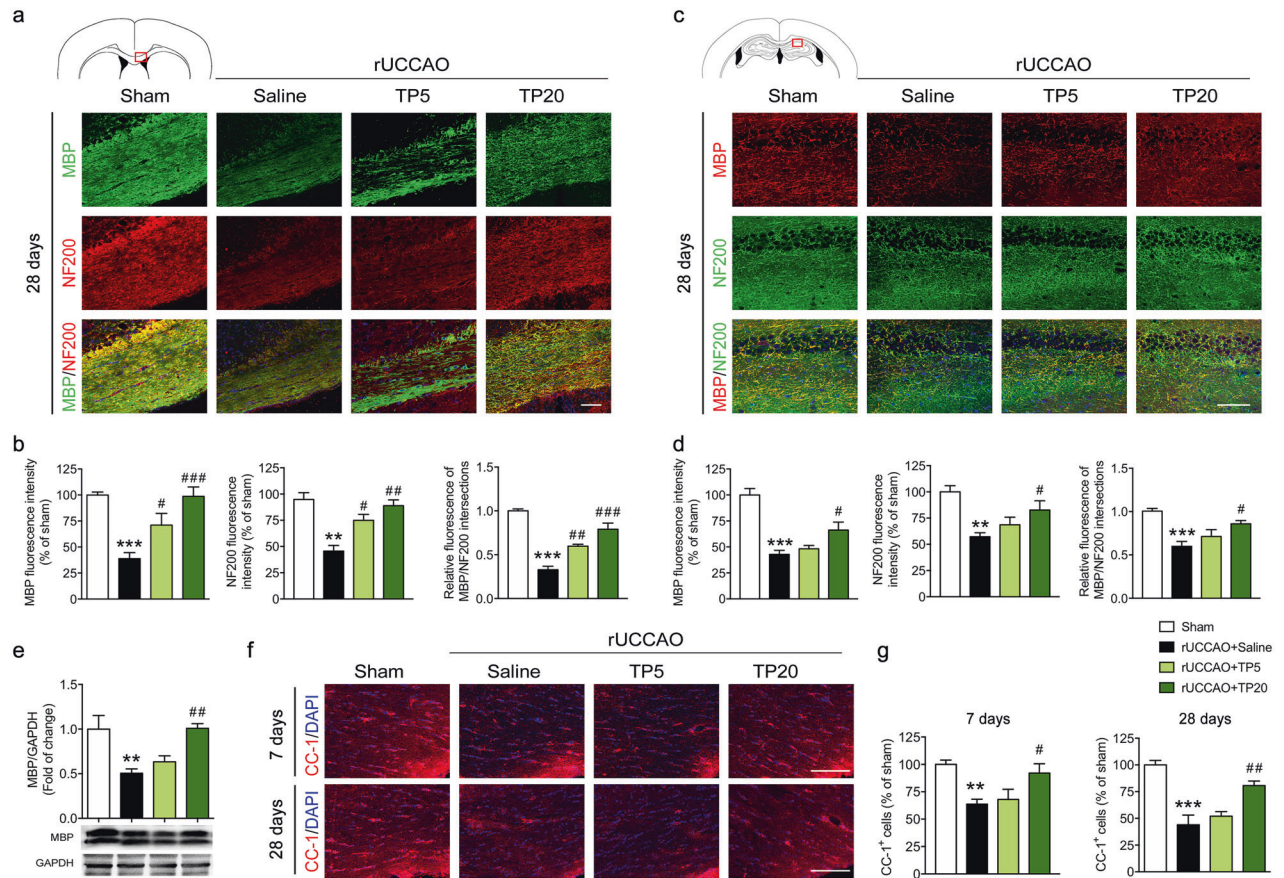 a
rUCCAO
Sham Saline TP5 TP20
28 days
MBP
NF200
MBP/NF200
c
rUCCAO
Sham Saline TP5 TP20
28 days
MBP
NF200
MBP/NF200
b
MBP fluorescence intensity
(% of sham)
125
100
75
50
25
0
***
#
###
NF200 fluorescence
intensity (% of sham)
125
100
75
50
25
0
**
#
##
Relative fluorescence of
MBP/NF200 intersections
1.5
1.0
0.5
0.0
***
##
###
d
MBP fluorescence intensity
(% of sham)
125
100
75
50
25
0
***
#
NF200 fluorescence
intensity (% of sham)
125
100
75
50
25
0
**
#
Relative fluorescence of
MBP/NF200 intersections
1.5
1.0
0.5
0.0
***
#
Sham
rUCCAO+Saline
rUCCAO+TP5
rUCCAO+TP20
e
MBP/GAPDH
(Fold of change)
1.5
1.0
0.5
0.0
**
##
MBP
GAPDH
f
rUCCAO
Sham Saline TP5 TP20
7 days
CC-1/DAPI
28 days
CC-1/DAPI
g
7 days
CC-1+ cells (% of sham)
125
100
75
50
25
0
**
#
28 days
CC-1+ cells (% of sham)
125
100
75
50
25
0
***
##